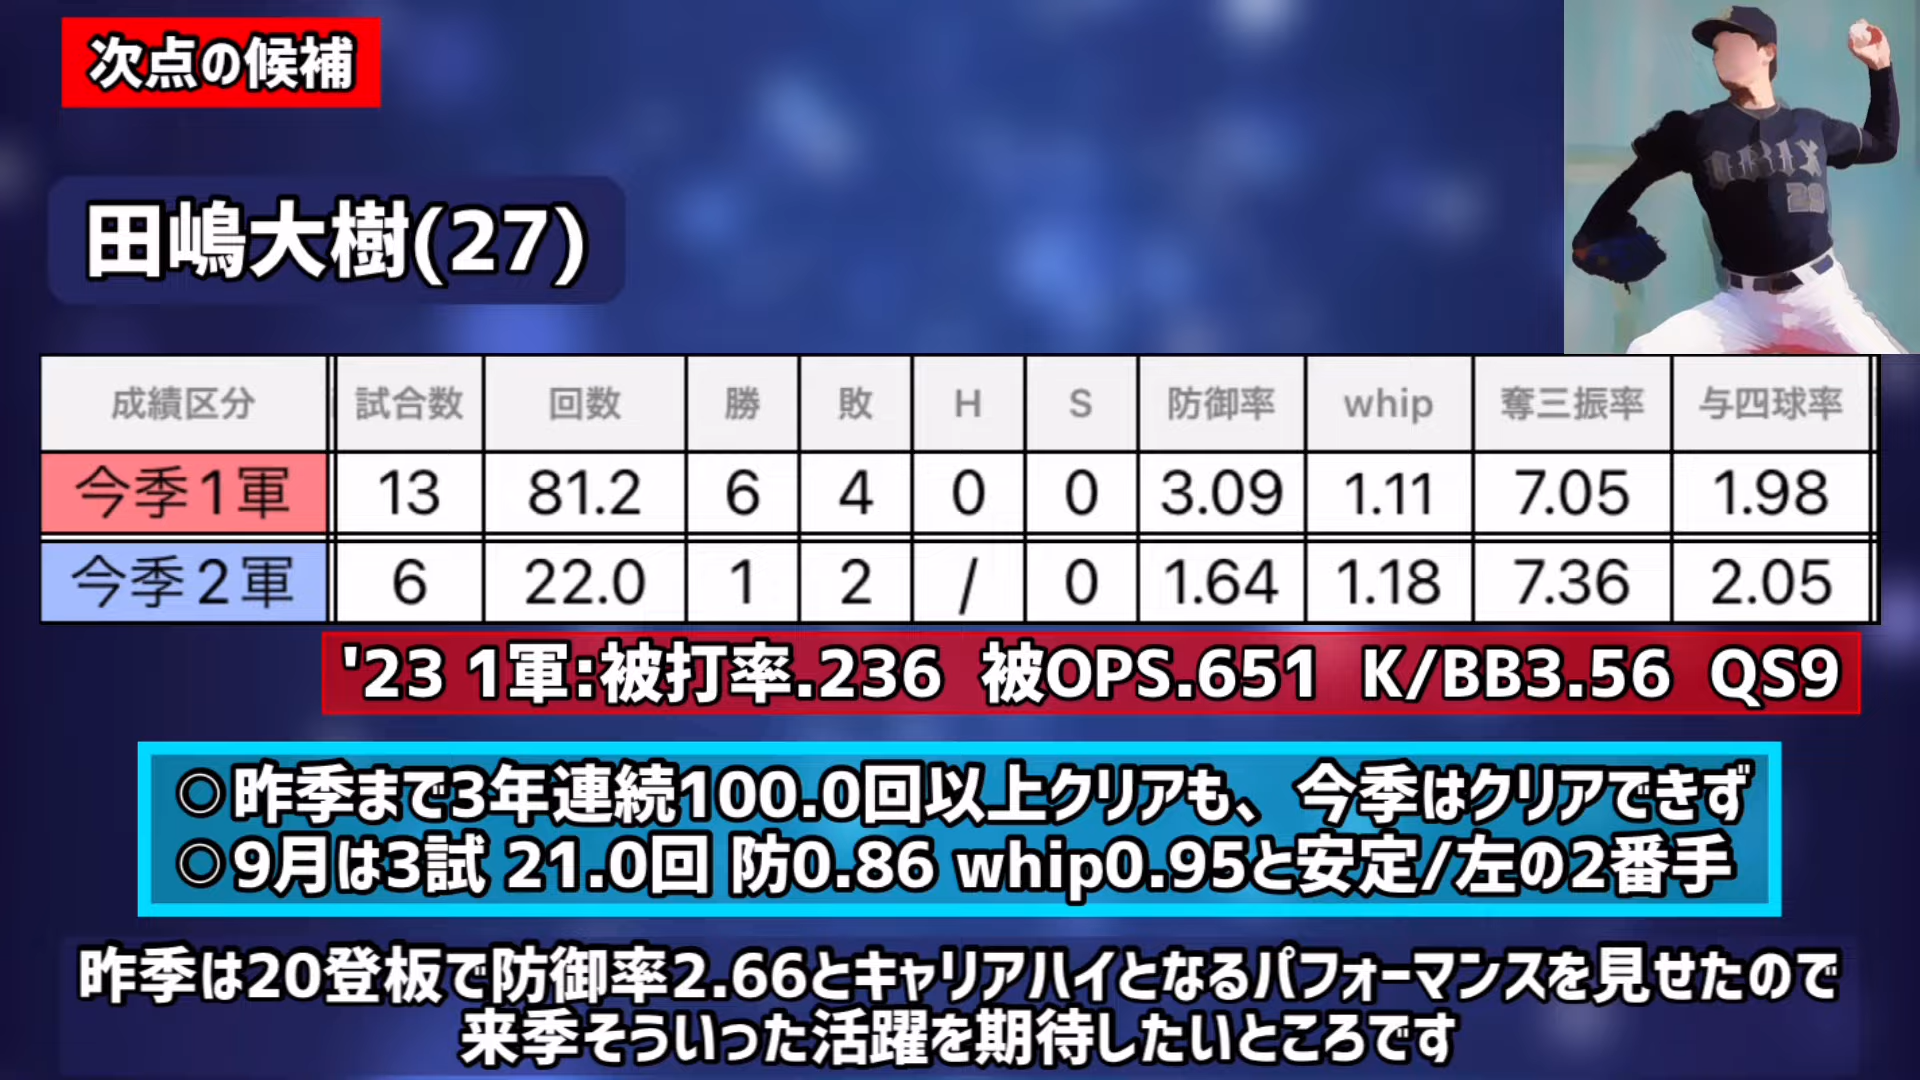 次点の候補
ORIX
29
田嶋大樹(27)
成績区分 試合数 回数 勝 敗 H S 防御率 whip 奪三振率 与四球率
今季1軍 13 81.2 6 4 0 0 3.09 1.11 7.05 1.98
今季2軍 6 22.0 1 2 / 0 1.64 1.18 7.36 2.05
'23 1軍:被打率.236 被OPS.651 K/BB3.56 QS9
○昨季まで3年連続100.0回以上クリアも、今季はクリアできず
○9月は3試 21.0回 防0.86 whip0.95と安定/左の2番手
昨季は20登板で防御率2.66とキャリアハイとなるパフォーマンスを見せたので
来季そういった活躍を期待したいところです